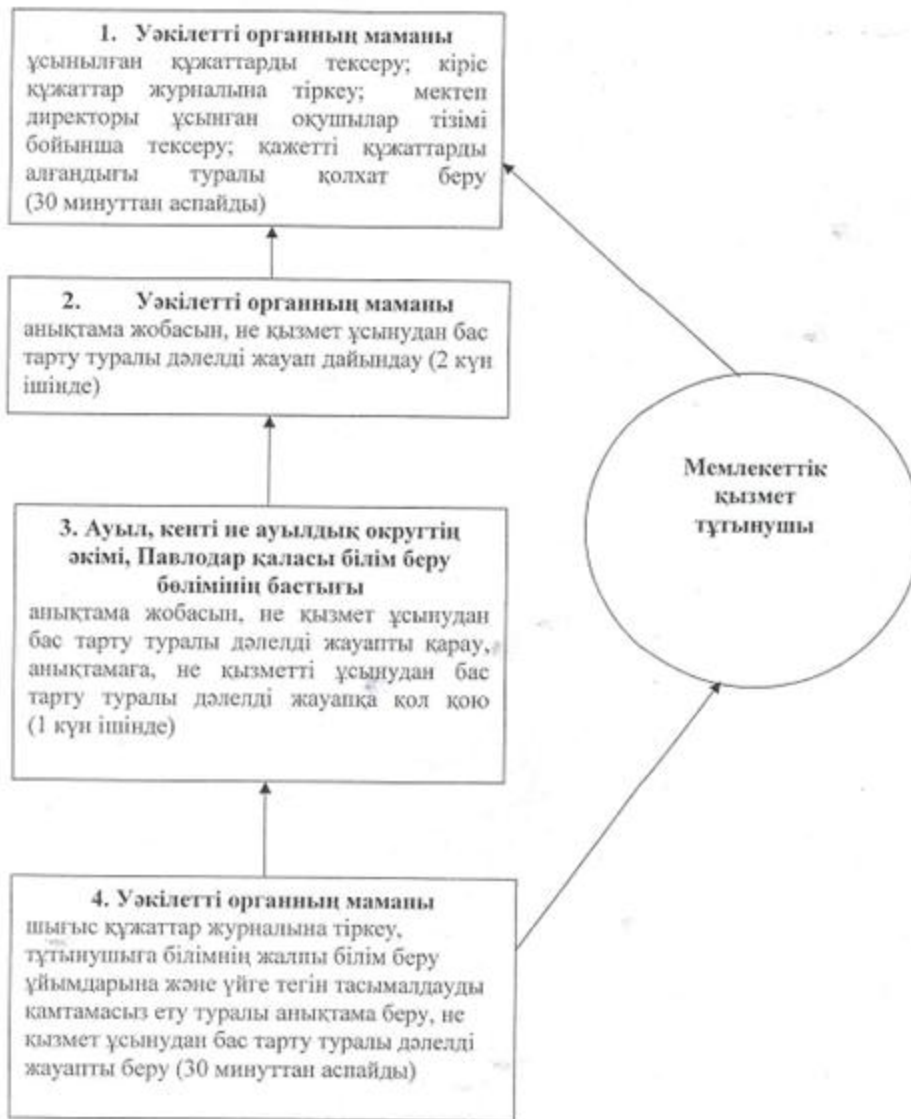 1. Уәкілетті органның маманы
ұсынылған құжаттарды тексеру; кіріс
құжаттар журналына тіркеу; мектеп
директоры ұсынған оқушылар тізімі
бойынша тексеру; қажетті құжаттарды
алғандығы туралы қолхат беру
(30 минуттан аспайды)
2. Уәкілетті органның маманы
анықтама жобасын, не қызмет ұсынудан бас
тарту туралы дәлелді жауап дайындау (2 күн
ішінде)
Мемлекеттік
қызмет
тұтынушы
3. Ауыл, кенті не ауылдық округтің
әкімі, Павлодар қаласы білім беру
бөлімінің бастығы
анықтама жобасын, не қызмет ұсынудан
бас тарту туралы дәлелді жауапты қарау,
анықтамаға, не қызметті ұсынудан бас
тарту туралы дәлелді жауапқа қол қою
(1 күн ішінде)
4. Уәкілетті органның маманы
шығыс құжаттар журналына тіркеу,
тұтынушыға білімнің жалпы білім беру
ұйымдарына және үйге тегін тасымалдауды
қамтамасыз ету туралы анықтама беру, не
қызмет ұсынудан бас тарту туралы дәлелді
жауапты беру (30 минуттан аспайды)